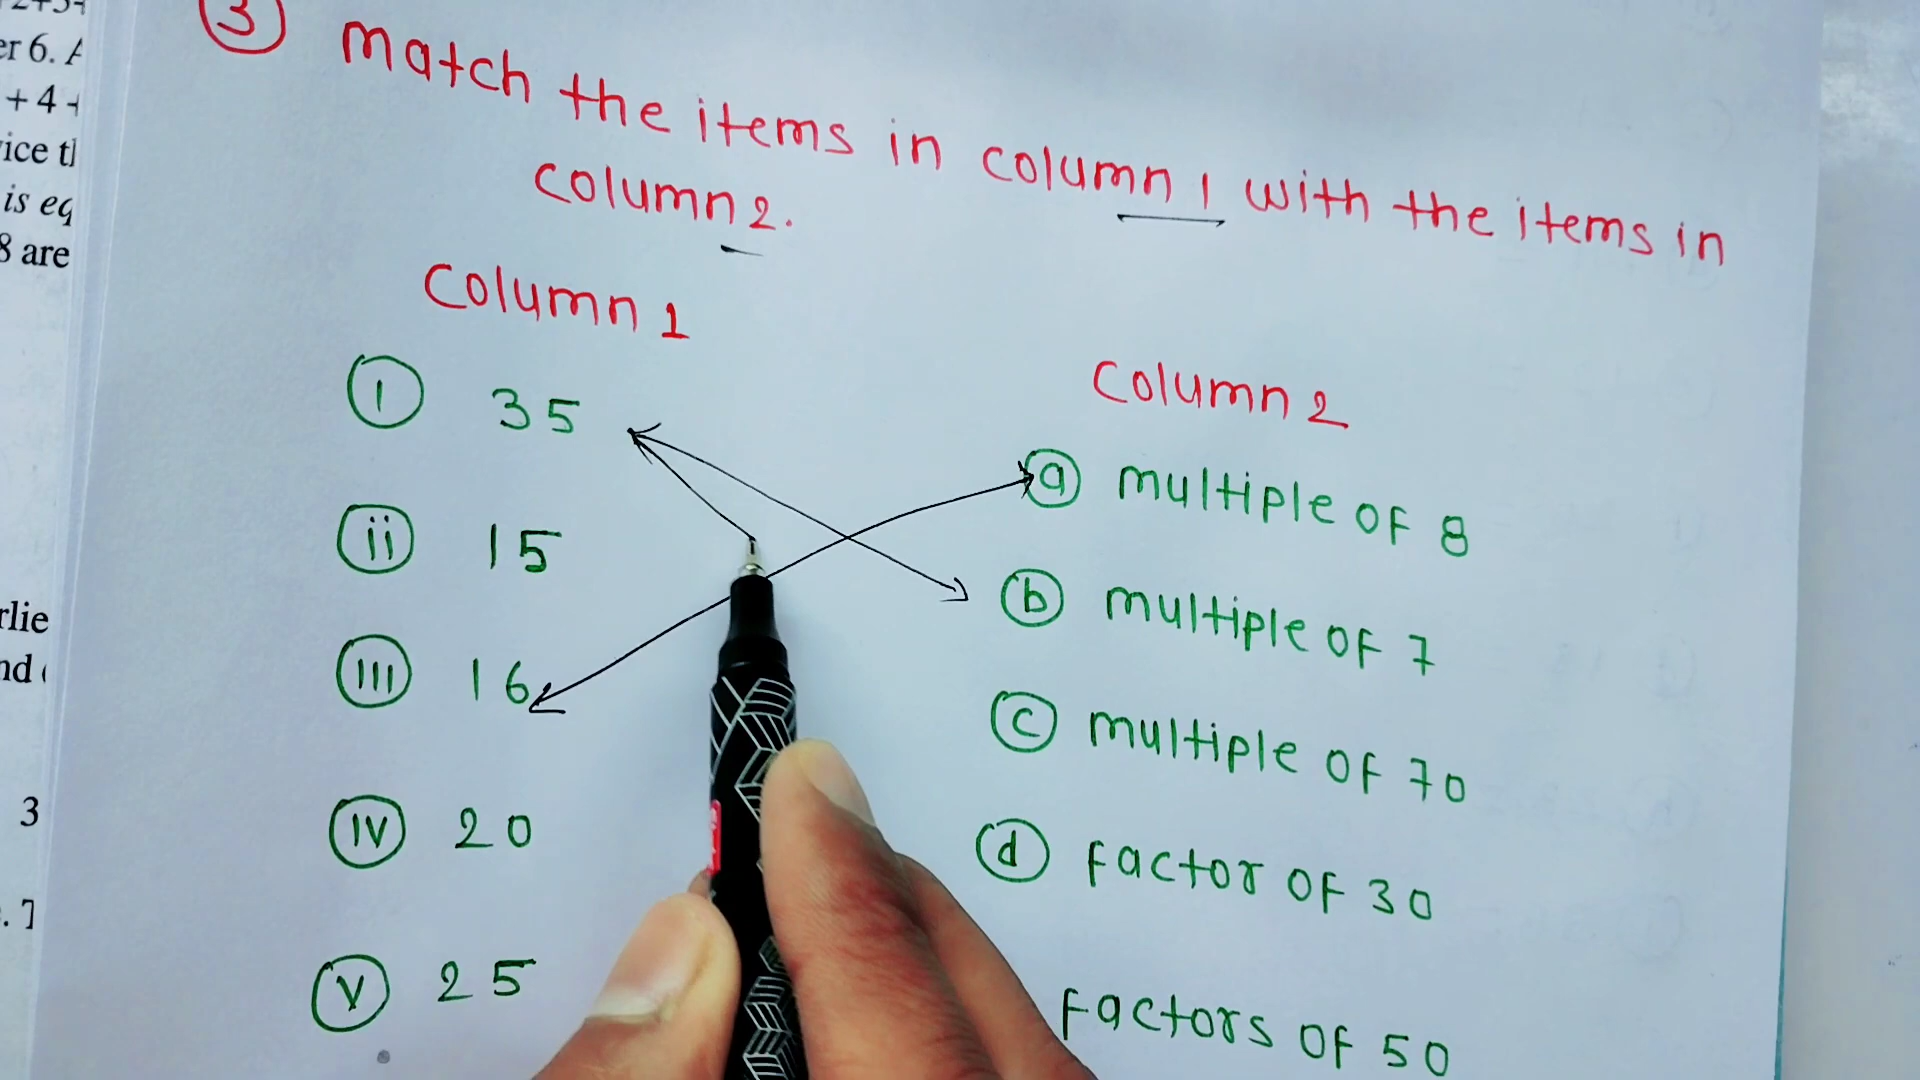 er 6. A
+ 4 +
ice
is eq
8 are
rlie
3
③ Match the items in column 1 with the items in
column 2.
Column 1
Column 2
ⓘ 35
ⓐ multiple of 8
ii 15
ⓑ multiple of 7
iii 16
ⓒ multiple of 70
iv 20
ⓓ factor of 30
v 25
factors of 50